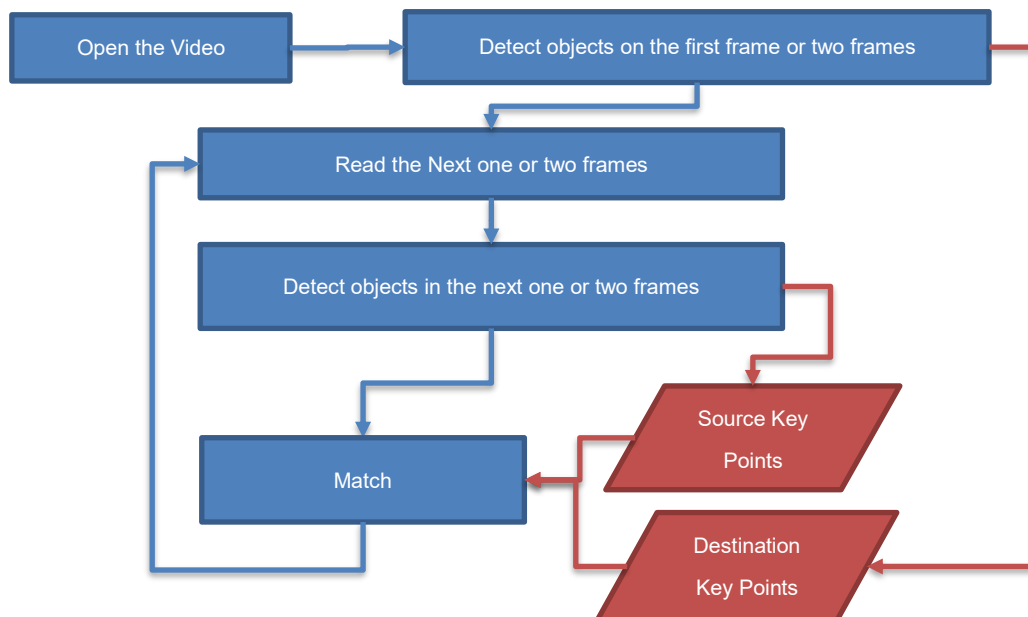 Open the Video
Detect objects on the first frame or two frames
Read the Next one or two frames
Detect objects in the next one or two frames
Source Key
Points
Match
Destination
Key Points